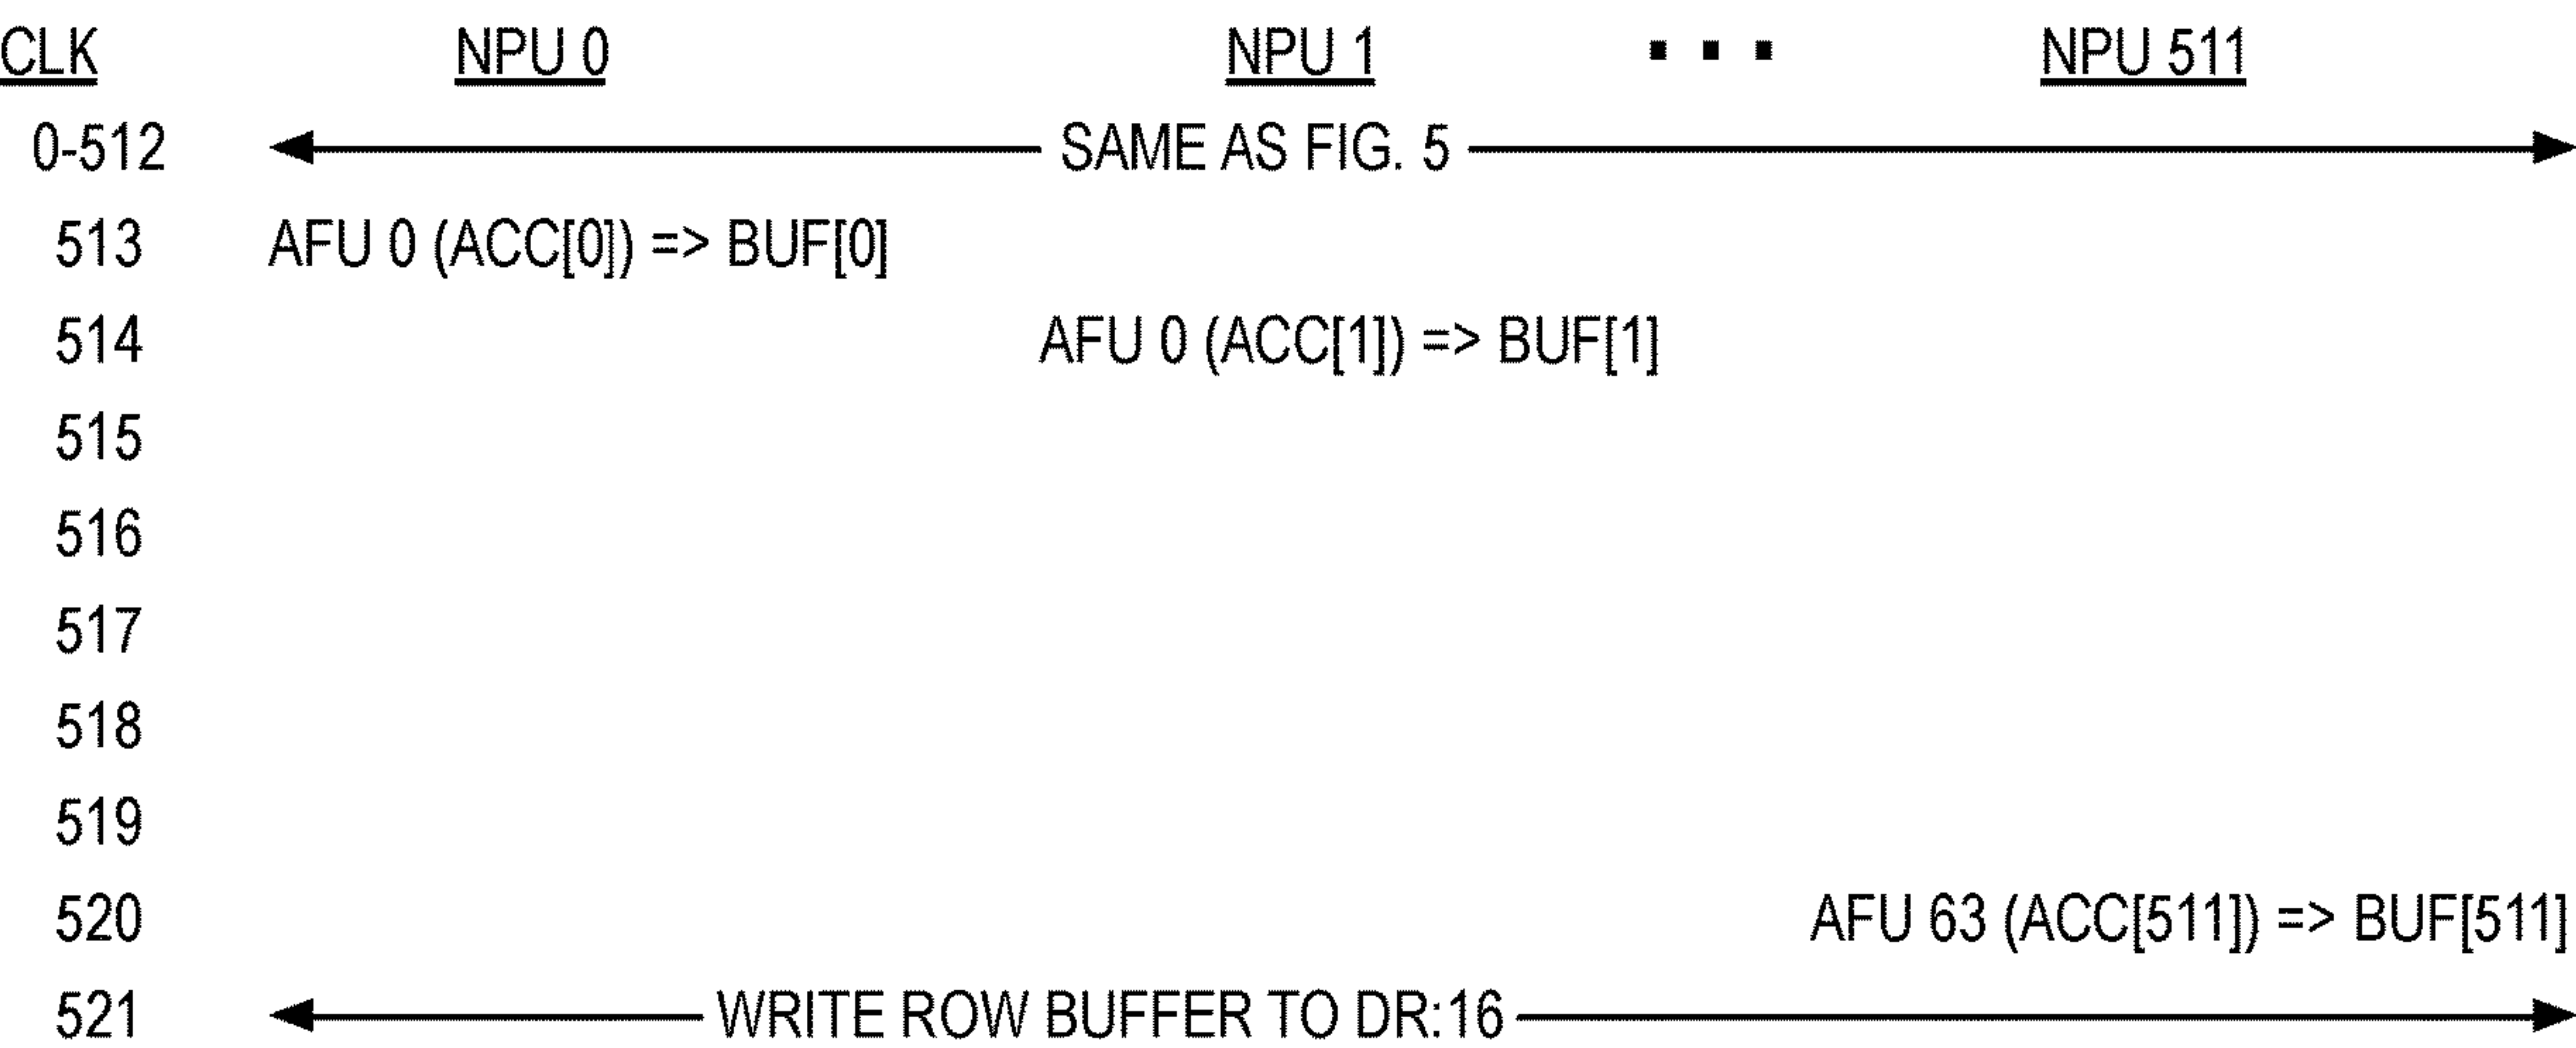 CLK NPU 0 NPU 1 ... NPU 511
0-512 SAME AS FIG. 5
513 AFU 0 (ACC[0]) => BUF[0]
514 AFU 0 (ACC[1]) => BUF[1]
515
516
517
518
519
520 AFU 63 (ACC[511]) => BUF[511]
521 WRITE ROW BUFFER TO DR:16